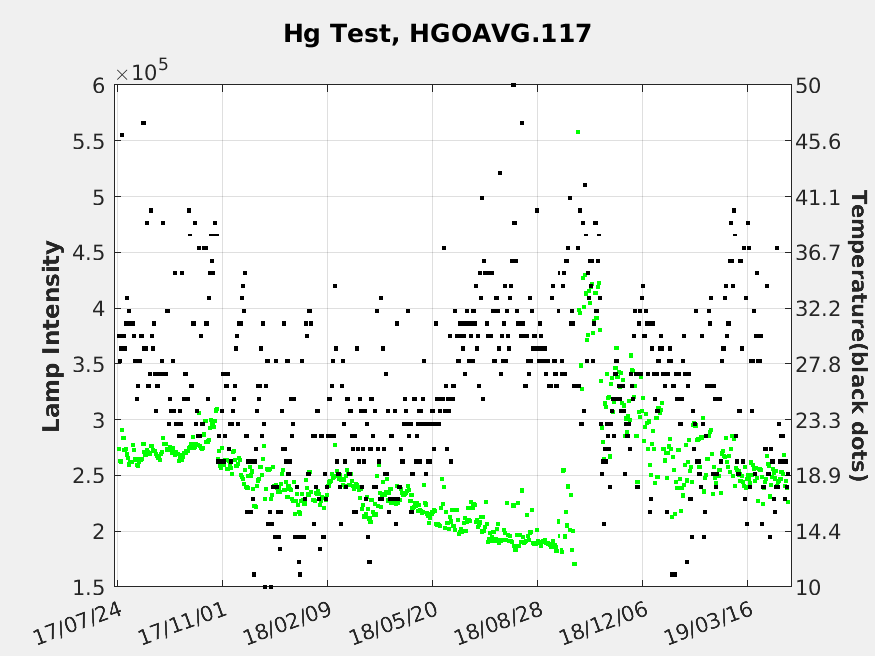 Hg Test, HGOAVG.117
×10^5
6 50
5.5 45.6
5 41.1
4.5 36.7
4 32.2
3.5 27.8
3 23.3
2.5 18.9
2 14.4
1.5 10
Lamp Intensity
Temperature(black dots)
17/07/24 17/11/01 18/02/09 18/05/20 18/08/28 18/12/06 19/03/16